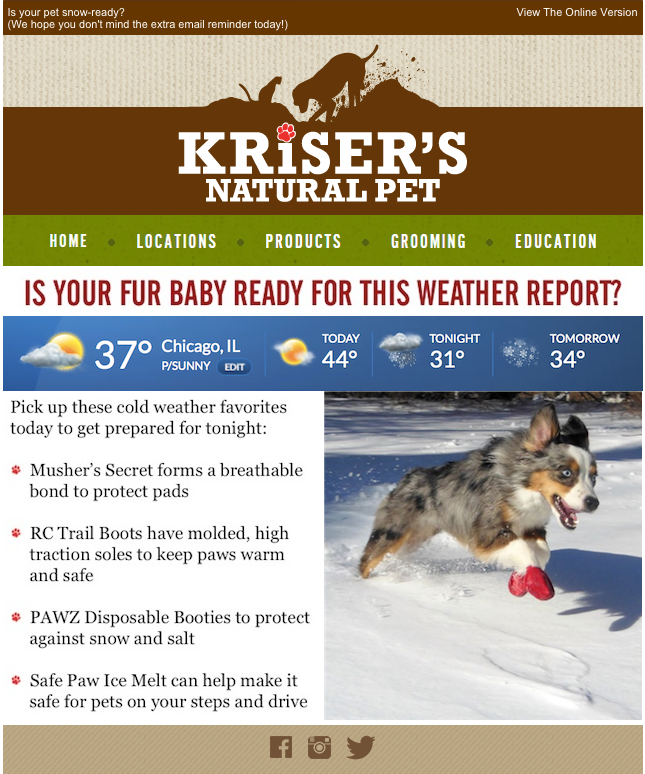 Is your pet snow-ready?
(We hope you don't mind the extra email reminder today!)
View The Online Version
KRiSER'S
NATURAL PET
HOME
LOCATIONS
PRODUCTS
GROOMING
EDUCATION
IS YOUR FUR BABY READY FOR THIS WEATHER REPORT?
37°
Chicago, IL
P/SUNNY
EDIT
TODAY
44°
TONIGHT
31°
TOMORROW
34°
Pick up these cold weather favorites
today to get prepared for tonight:
Musher's Secret forms a breathable
bond to protect pads
RC Trail Boots have molded, high
traction soles to keep paws warm
and safe
PAWZ Disposable Booties to protect
against snow and salt
Safe Paw Ice Melt can help make it
safe for pets on your steps and drive